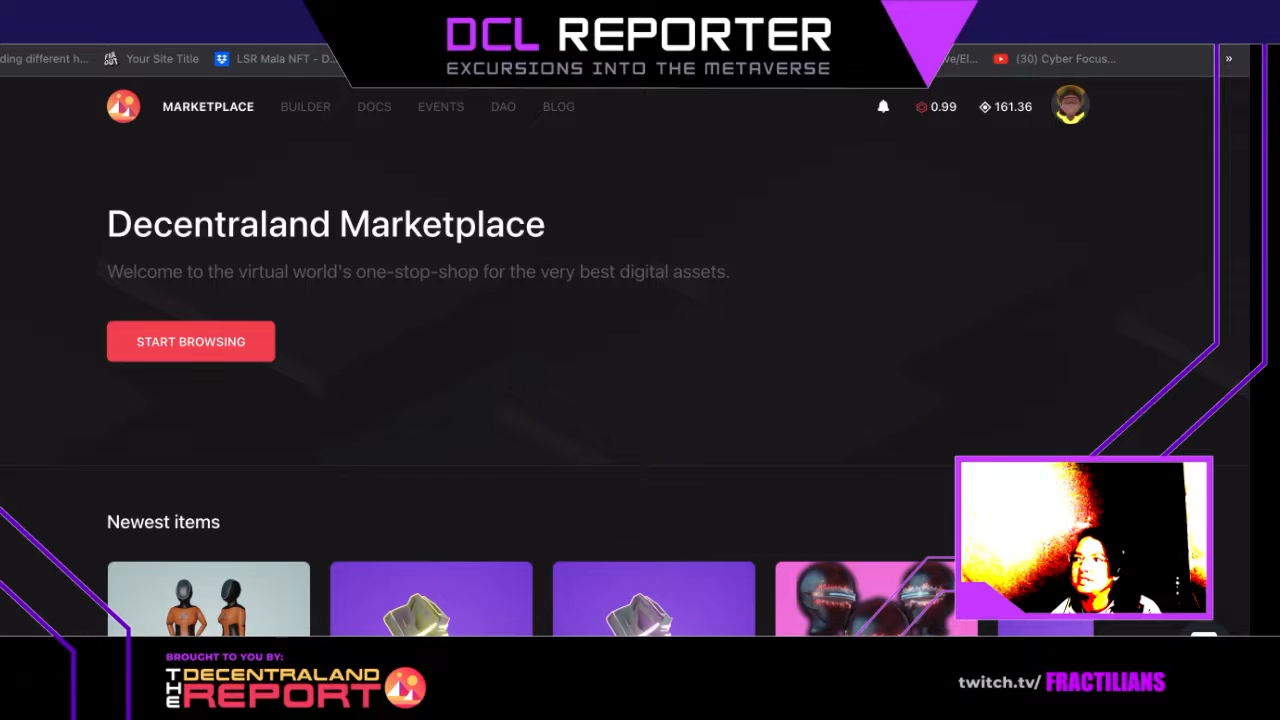 DCL REPORTER
EXCURSIONS INTO THE METAVERSE
ding different h... Your Site Title LSR Mala NFT - D... ve/El... (30) Cyber Focus... »
MARKETPLACE BUILDER DOCS EVENTS DAO BLOG 0.99 161.36
Decentraland Marketplace
Welcome to the virtual world's one-stop-shop for the very best digital assets.
START BROWSING
Newest items
BROUGHT TO YOU BY:
THE DECENTRALAND
REPORT
twitch.tv/ FRACTILIANS